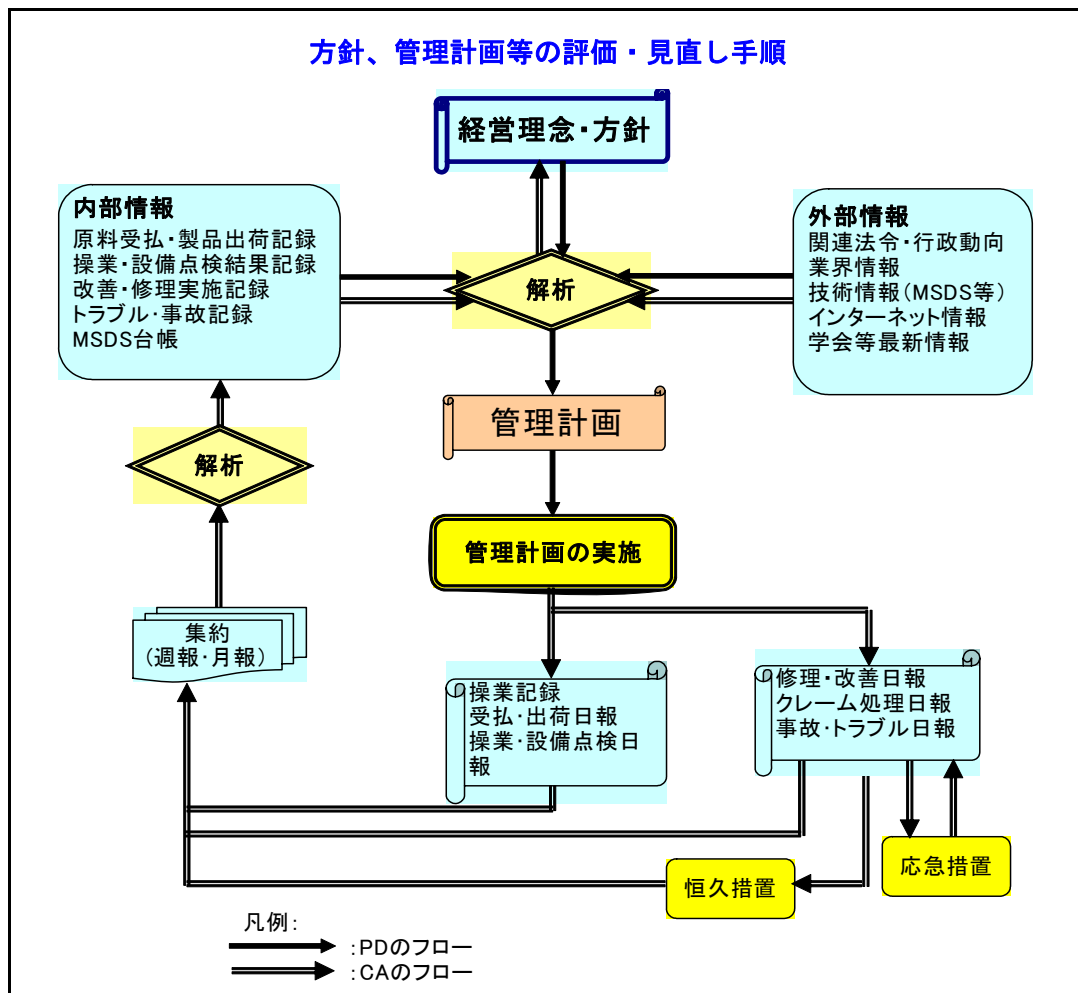 方針、管理計画等の評価・見直し手順
経営理念・方針
内部情報
原料受払・製品出荷記録
操業・設備点検結果記録
改善・修理実施記録
トラブル・事故記録
MSDS台帳
外部情報
関連法令・行政動向
業界情報
技術情報(MSDS等)
インターネット情報
学会等最新情報
解析
管理計画
解析
管理計画の実施
集約
(週報・月報)
操業記録
受払・出荷日報
操業・設備点検日
報
修理・改善日報
クレーム処理日報
事故・トラブル日報
応急措置
恒久措置
凡例:
:PDのフロー
:CAのフロー